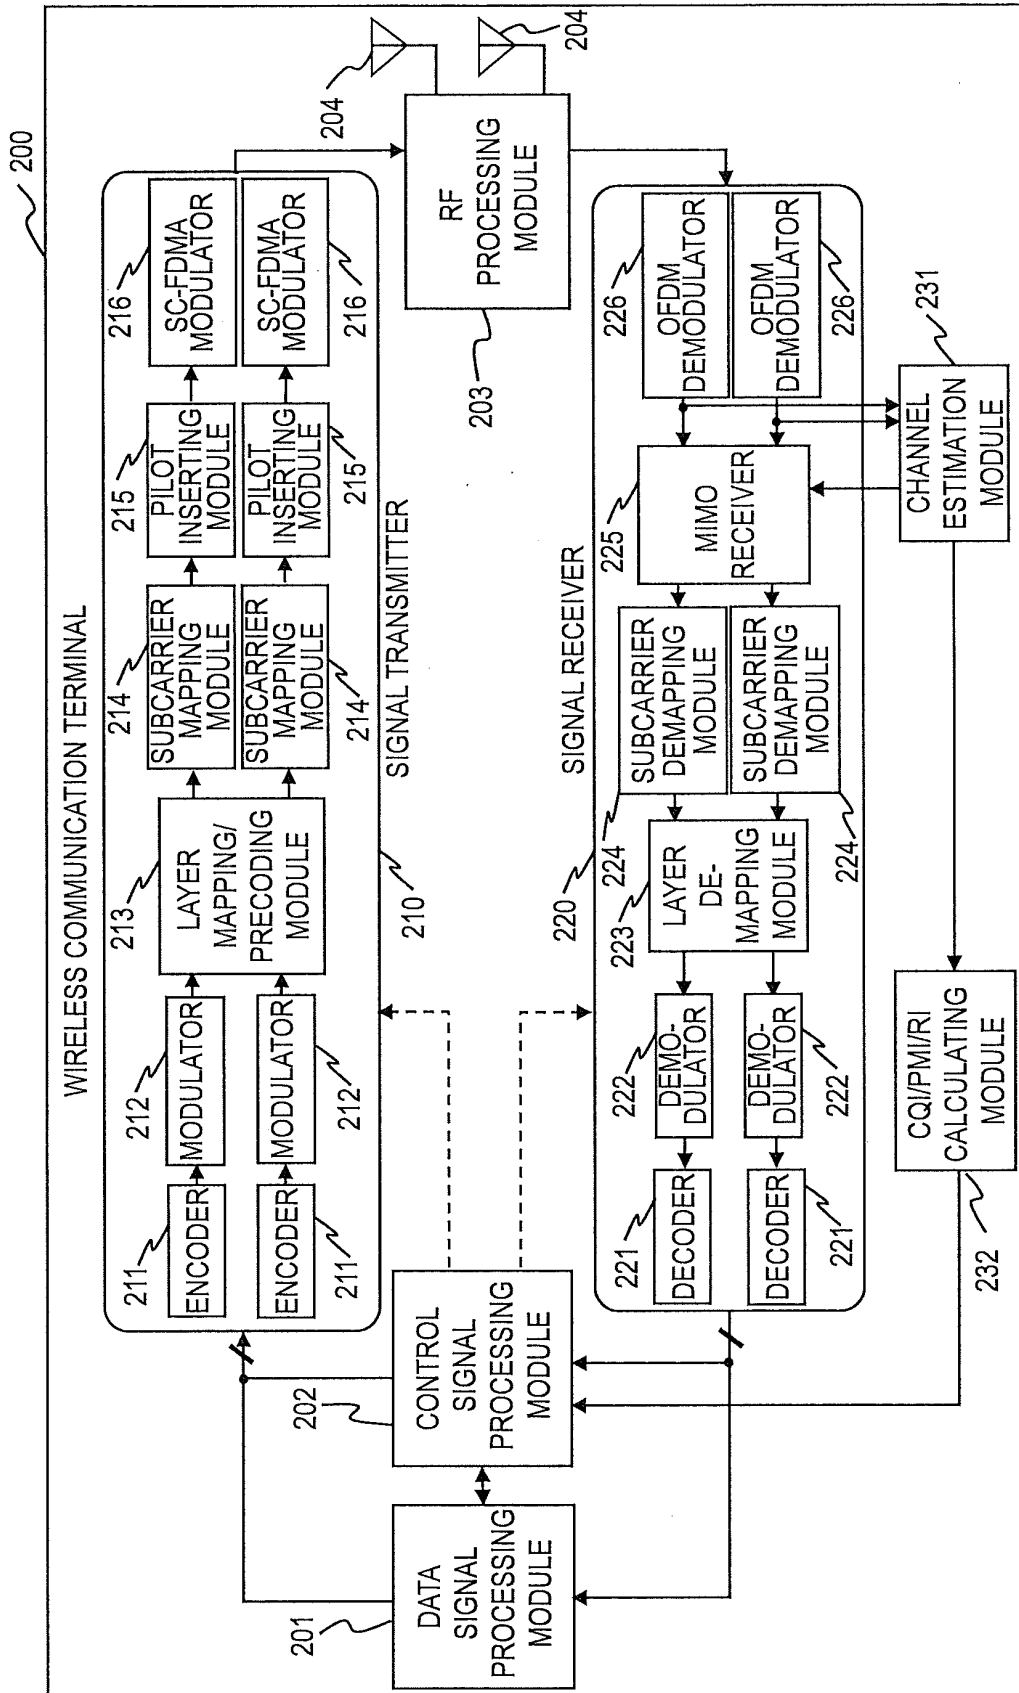 200
WIRELESS COMMUNICATION TERMINAL
211
ENCODER
212
MODULATOR
213
LAYER
MAPPING/
PRECODING
MODULE
214
SUBCARRIER
MAPPING
MODULE
215
PILOT
INSERTING
MODULE
216
SC-FDMA
MODULATOR
ENCODER
211
MODULATOR
212
SUBCARRIER
MAPPING
MODULE
214
PILOT
INSERTING
MODULE
215
SC-FDMA
MODULATOR
216
210
SIGNAL TRANSMITTER
204
204
201
DATA
SIGNAL
PROCESSING
MODULE
202
CONTROL
SIGNAL
PROCESSING
MODULE
RF
PROCESSING
MODULE
203
220
SIGNAL RECEIVER
221
DECODER
222
DEMO-
DULATOR
223
LAYER
DE-
MAPPING
MODULE
224
SUBCARRIER
DEMAPPING
MODULE
225
MIMO
RECEIVER
226
OFDM
DEMODULATOR
DECODER
221
DEMO-
DULATOR
222
SUBCARRIER
DEMAPPING
MODULE
224
OFDM
DEMODULATOR
226
232
CQI/PMI/RI
CALCULATING
MODULE
231
CHANNEL
ESTIMATION
MODULE